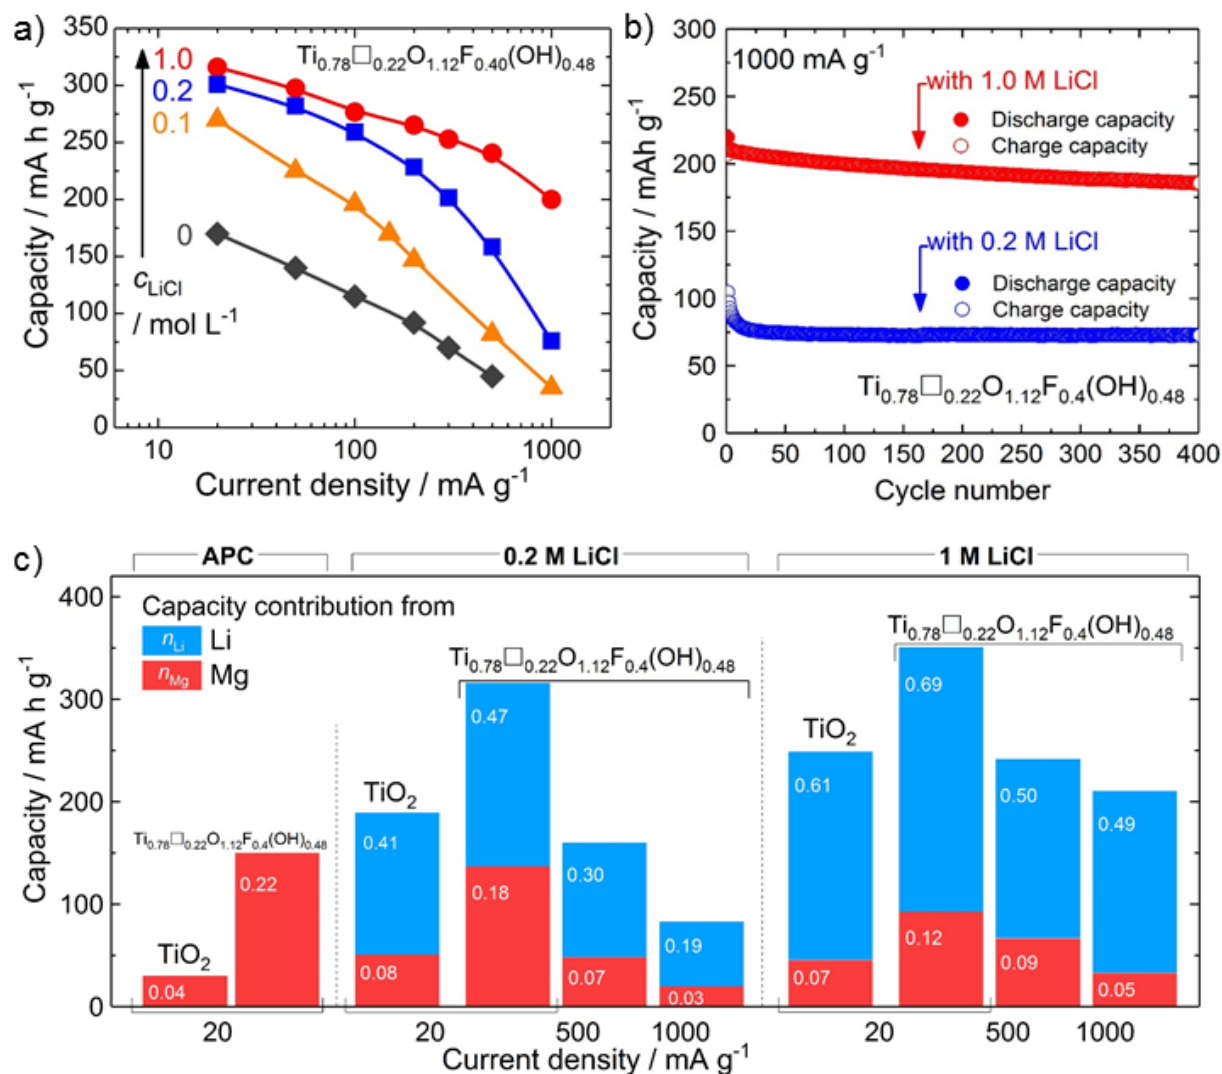 a)
350
300
250
200
150
100
50
0
Capacity / mA h g⁻¹
1.0
0.2
0.1
0
c_LiCl
/ mol L⁻¹
Ti₀.₇₈□₀.₂₂O₁.₁₂F₀.₄₀(OH)₀.₄₈
10 100 1000
Current density / mA g⁻¹
b)
300
250
200
150
100
50
0
Capacity / mAh g⁻¹
1000 mA g⁻¹
with 1.0 M LiCl
Discharge capacity
Charge capacity
with 0.2 M LiCl
Discharge capacity
Charge capacity
Ti₀.₇₈□₀.₂₂O₁.₁₂F₀.₄(OH)₀.₄₈
0 50 100 150 200 250 300 350 400
Cycle number
c)
APC 0.2 M LiCl 1 M LiCl
400
300
200
100
0
Capacity / mA h g⁻¹
Capacity contribution from
n_Li Li
n_Mg Mg
Ti₀.₇₈□₀.₂₂O₁.₁₂F₀.₄(OH)₀.₄₈
TiO₂
0.04
0.22
Ti₀.₇₈□₀.₂₂O₁.₁₂F₀.₄(OH)₀.₄₈
TiO₂
0.41
0.08
0.47
0.18
0.30
0.07
0.19
0.03
Ti₀.₇₈□₀.₂₂O₁.₁₂F₀.₄(OH)₀.₄₈
TiO₂
0.61
0.07
0.69
0.12
0.50
0.09
0.49
0.05
20 20 500 1000 20 500 1000
Current density / mA g⁻¹